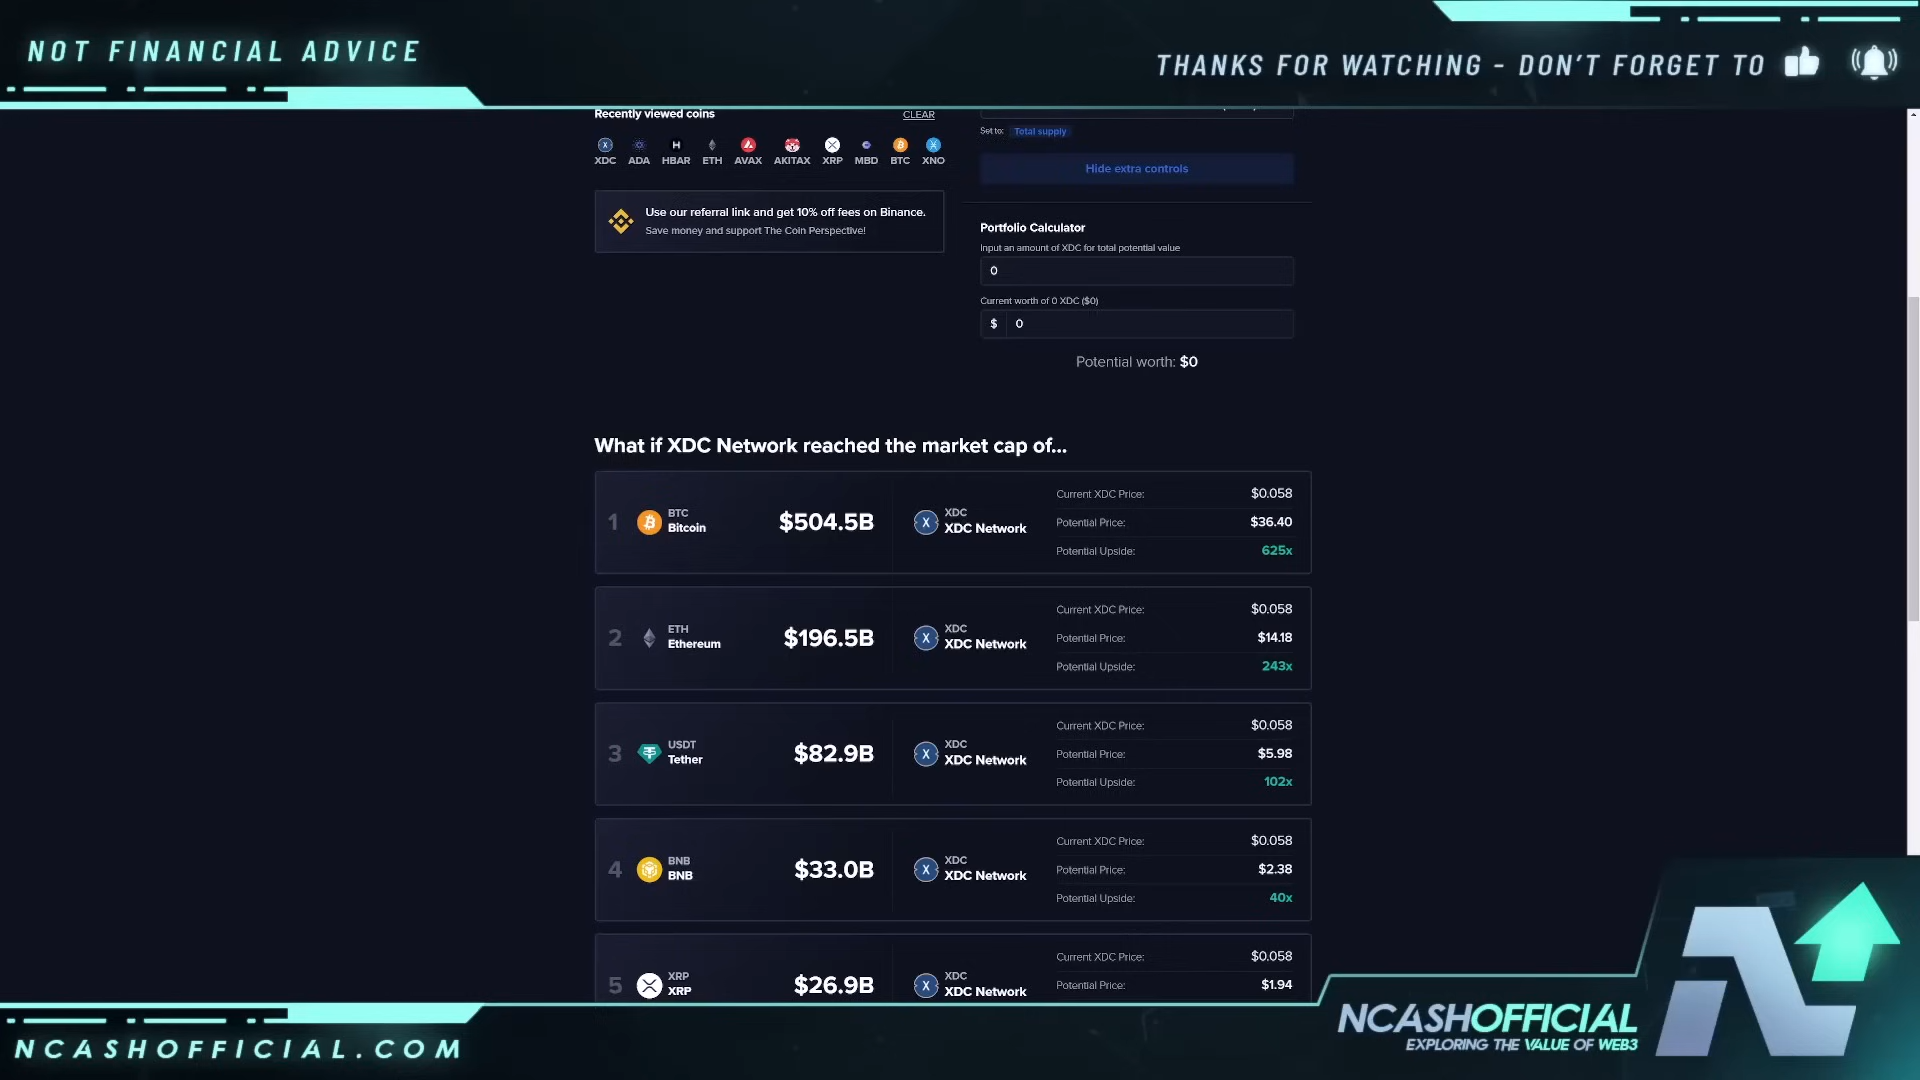 NOT FINANCIAL ADVICE
THANKS FOR WATCHING - DON'T FORGET TO
Recently viewed coins
CLEAR
XDC ADA HBAR ETH AVAX AKITAX XRP MBD BTC XNO
Use our referral link and get 10% off fees on Binance.
Save money and support The Coin Perspective!
Set to: Total supply
Hide extra controls
Portfolio Calculator
Input an amount of XDC for total potential value
0
Current worth of 0 XDC ($0)
$ 0
Potential worth: $0
What if XDC Network reached the market cap of...
1
BTC
Bitcoin
$504.5B
XDC
XDC Network
Current XDC Price: $0.058
Potential Price: $36.40
Potential Upside: 625x
2
ETH
Ethereum
$196.5B
XDC
XDC Network
Current XDC Price: $0.058
Potential Price: $14.18
Potential Upside: 243x
3
USDT
Tether
$82.9B
XDC
XDC Network
Current XDC Price: $0.058
Potential Price: $5.98
Potential Upside: 102x
4
BNB
BNB
$33.0B
XDC
XDC Network
Current XDC Price: $0.058
Potential Price: $2.38
Potential Upside: 40x
5
XRP
XRP
$26.9B
XDC
XDC Network
Current XDC Price: $0.058
Potential Price: $1.94
NCASHOFFICIAL.COM
NCASHOFFICIAL
EXPLORING THE VALUE OF WEB3